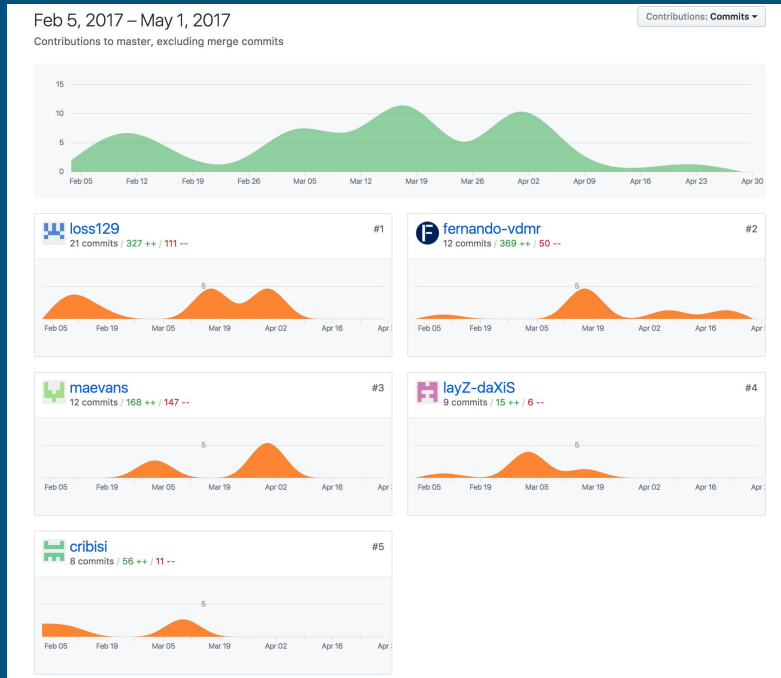 Feb 5, 2017 – May 1, 2017
Contributions: Commits
Contributions to master, excluding merge commits
15
10
5
0
Feb 05 Feb 12 Feb 19 Feb 26 Mar 05 Mar 12 Mar 19 Mar 26 Apr 02 Apr 09 Apr 16 Apr 23 Apr 30
loss129 #1
21 commits / 327 ++ / 111 --
5
Feb 05 Feb 19 Mar 05 Mar 19 Apr 02 Apr 16 Apr
fernando-vdmr #2
12 commits / 369 ++ / 50 --
5
Feb 05 Feb 19 Mar 05 Mar 19 Apr 02 Apr 16 Apr
maevans #3
12 commits / 168 ++ / 147 --
5
Feb 05 Feb 19 Mar 05 Mar 19 Apr 02 Apr 16 Apr
layZ-daXiS #4
9 commits / 15 ++ / 6 --
5
Feb 05 Feb 19 Mar 05 Mar 19 Apr 02 Apr 16 Apr
cribisi #5
8 commits / 56 ++ / 11 --
5
Feb 05 Feb 19 Mar 05 Mar 19 Apr 02 Apr 16 Apr